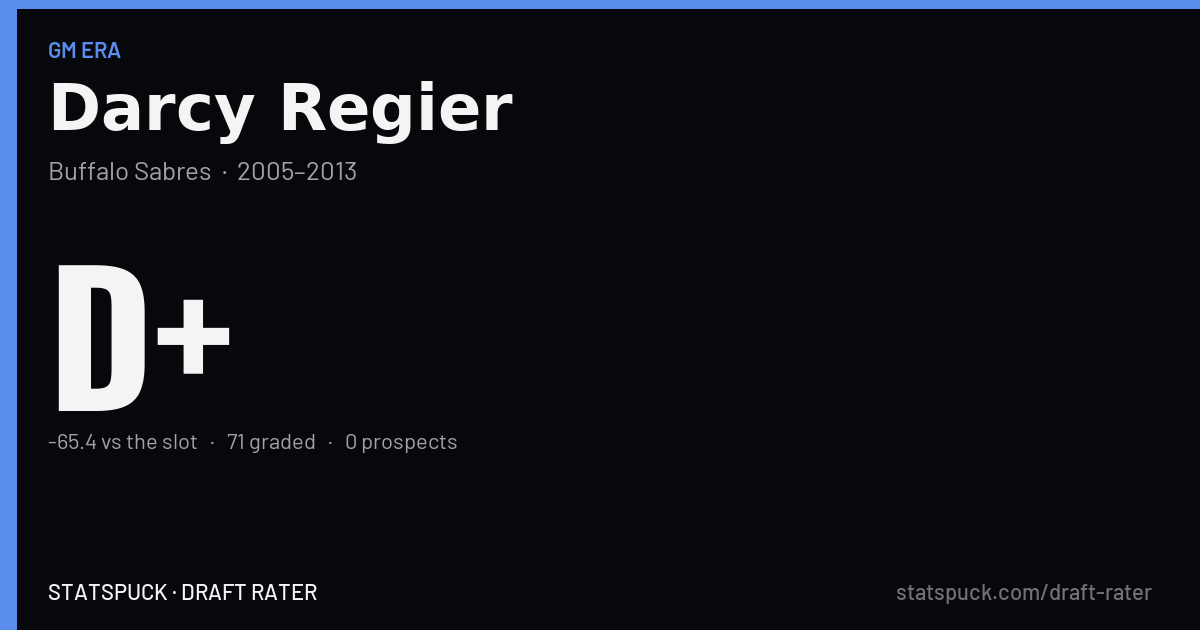 GM ERA
Darcy Regier
Buffalo Sabres · 2005–2013
D+
-65.4 vs the slot · 71 graded · 0 prospects
STATSPUCK · DRAFT RATER
statspuck.com/draft-rater